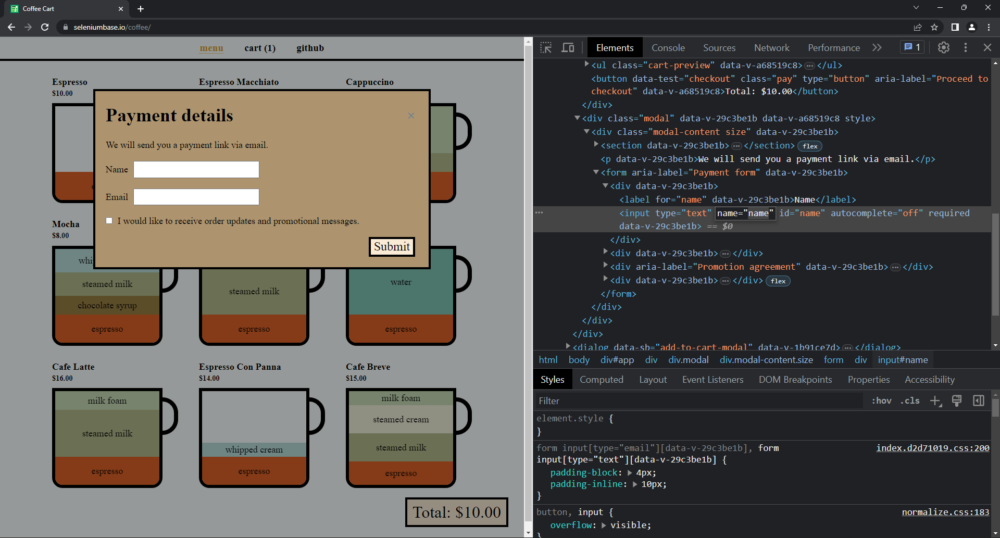 Coffee Cart
seleniumbase.io/coffee/
menu cart (1) github
Espresso
$10.00
Espresso Macchiato
Cappuccino
Payment details
×
We will send you a payment link via email.
Name
Email
I would like to receive order updates and promotional messages.
Submit
Mocha
$8.00
steamed milk
chocolate syrup
espresso
steamed milk
espresso
water
espresso
Cafe Latte
$16.00
milk foam
steamed milk
espresso
Espresso Con Panna
$14.00
whipped cream
espresso
Cafe Breve
$15.00
milk foam
steamed cream
steamed milk
espresso
Total: $10.00
Elements Console Sources Network Performance 1
<ul class="cart-preview" data-v-a68519c8>…</ul>
<button data-test="checkout" class="pay" type="button" aria-label="Proceed to
checkout" data-v-a68519c8>Total: $10.00</button>
</div>
<div class="modal" data-v-29c3be1b data-v-a68519c8 style>
<div class="modal-content size" data-v-29c3be1b>
<section data-v-29c3be1b>…</section> flex
<p data-v-29c3be1b>We will send you a payment link via email.</p>
<form aria-label="Payment form" data-v-29c3be1b>
<div data-v-29c3be1b>
<label for="name" data-v-29c3be1b>Name</label>
<input type="text" name="name" id="name" autocomplete="off" required
data-v-29c3be1b> == $0
</div>
<div data-v-29c3be1b>…</div>
<div aria-label="Promotion agreement" data-v-29c3be1b>…</div>
<div data-v-29c3be1b>…</div> flex
</form>
</div>
</div>
</div>
<dialog data-sb="add-to-cart-modal" data-v-1b91ce7d>…</dialog>
html body div#app div div.modal div.modal-content.size form div input#name
Styles Computed Layout Event Listeners DOM Breakpoints Properties Accessibility
Filter :hov .cls
element.style {
}
form input[type="email"][data-v-29c3be1b], form index.d2d71019.css:200
input[type="text"][data-v-29c3be1b] {
padding-block: 4px;
padding-inline: 10px;
}
button, input { normalize.css:183
overflow: visible;
}